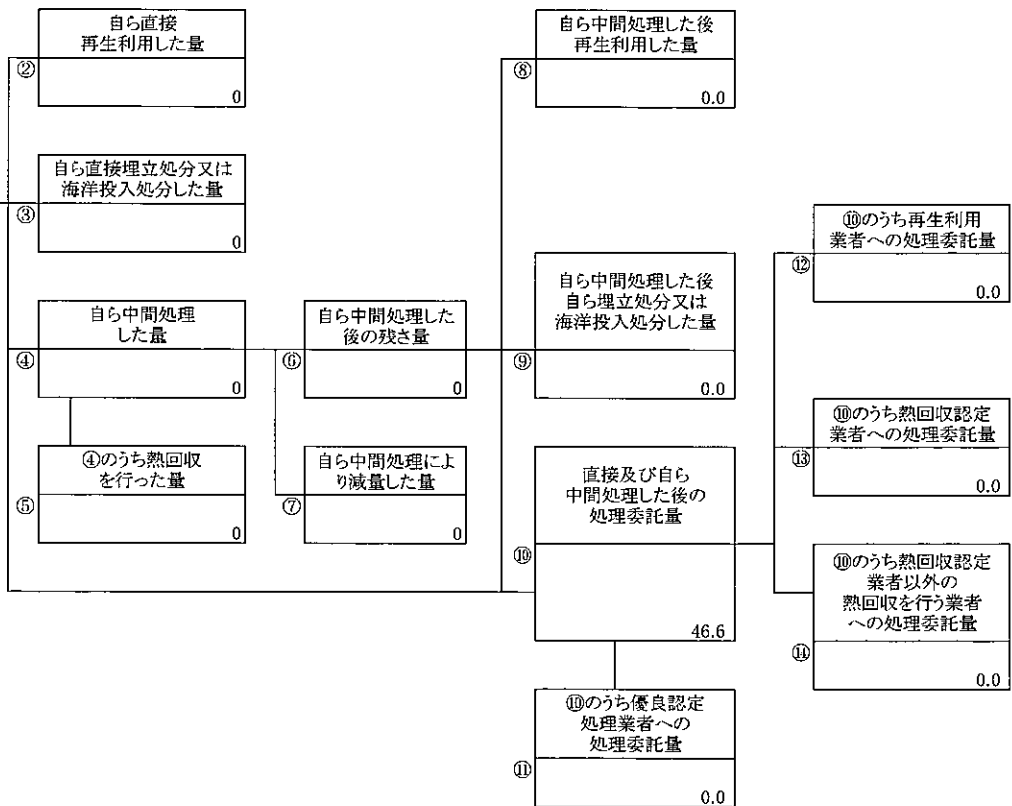 自ら直接
再生利用した量
②
0
自ら直接埋立処分又は
海洋投入処分した量
③
0
自ら中間処理
した量
④
0
④のうち熱回収
を行った量
⑤
0
自ら中間処理した
後の残さ量
⑥
0
自ら中間処理によ
り減量した量
⑦
0
自ら中間処理した後
再生利用した量
⑧
0.0
自ら中間処理した後
自ら埋立処分又は
海洋投入処分した量
⑨
0.0
直接及び自ら
中間処理した後の
処理委託量
⑩
46.6
⑩のうち優良認定
処理業者への
処理委託量
⑪
0.0
⑩のうち再生利用
業者への処理委託量
⑫
0.0
⑩のうち熱回収認定
業者への処理委託量
⑬
0.0
⑩のうち熱回収認定
業者以外の
熱回収を行う業者
への処理委託量
⑭
0.0